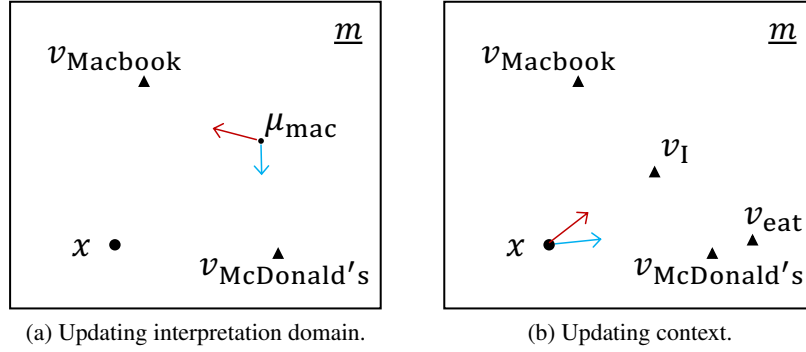 m
v_Macbook
μ_mac
x
v_McDonald's
(a) Updating interpretation domain.
m
v_Macbook
v_I
v_eat
x
v_McDonald's
(b) Updating context.